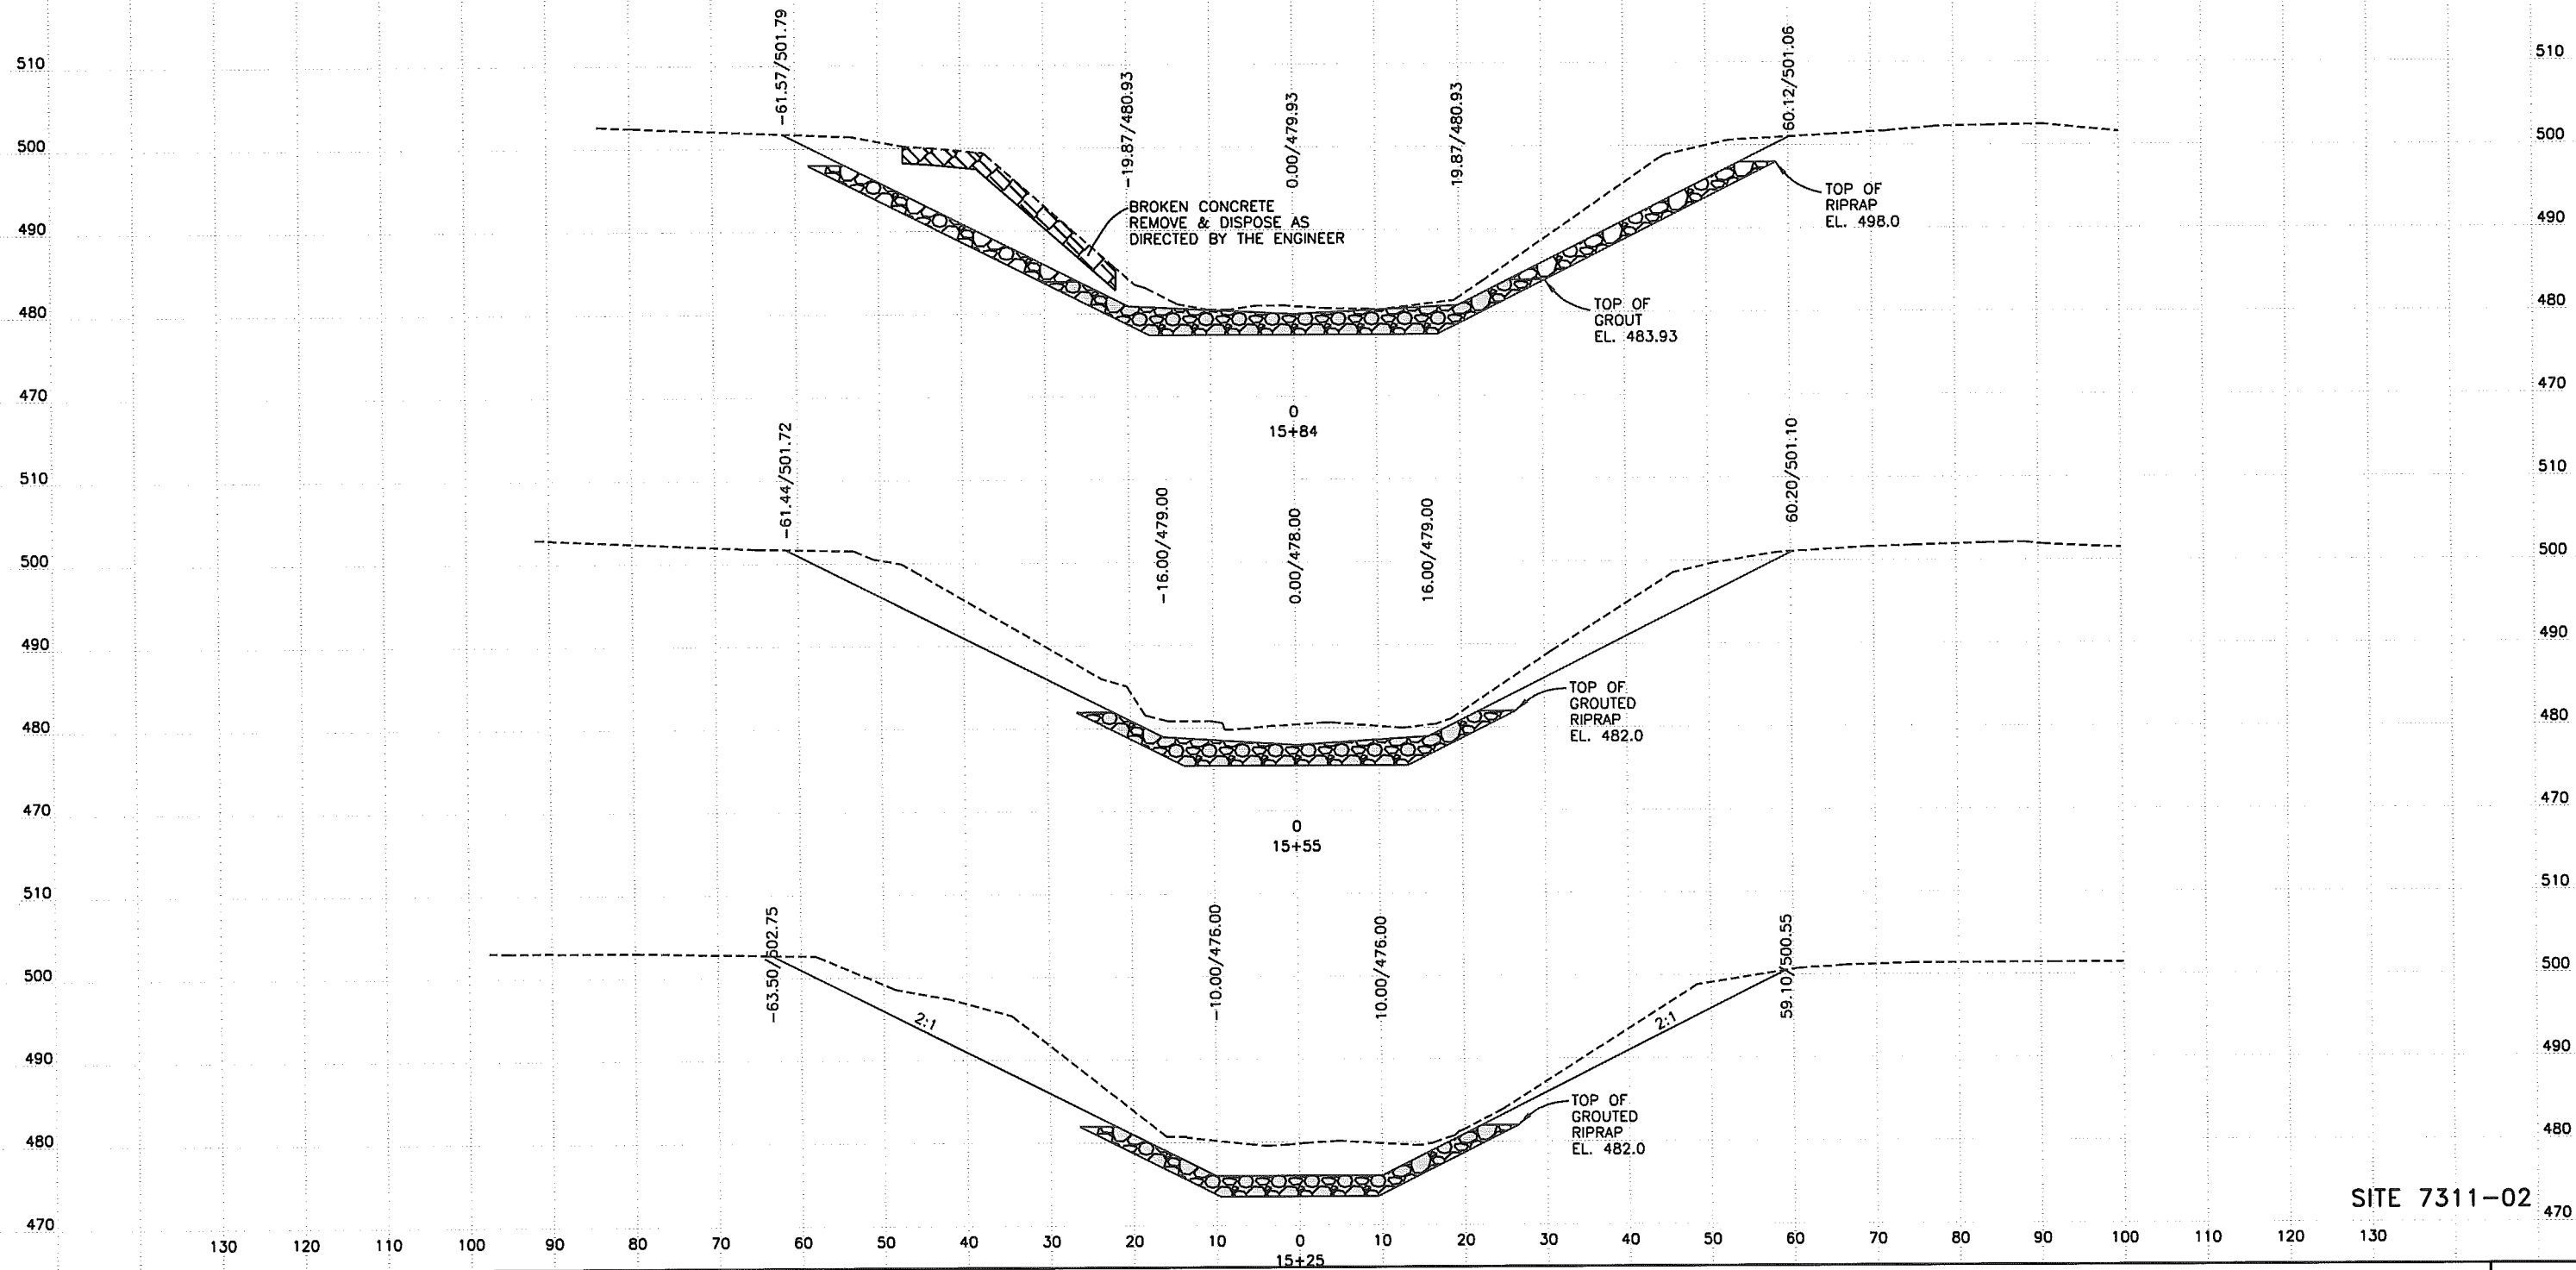 -61.57/501.79
-19.87/480.93
0.00/479.93
19.87/480.93
60.12/501.06
510
510
500
500
490
490
480
480
470
470
BROKEN CONCRETE
REMOVE & DISPOSE AS
DIRECTED BY THE ENGINEER
TOP OF
RIPRAP
EL. 498.0
TOP OF
GROUT
EL. 483.93
0
15+84
-61.44/501.72
-16.00/479.00
0.00/478.00
16.00/479.00
60.20/501.10
510
510
500
500
490
490
480
480
470
470
TOP OF
GROUTED
RIPRAP
EL. 482.0
0
15+55
-63.50/502.75
-10.00/476.00
10.00/476.00
59.10/500.55
510
510
500
500
490
490
480
480
470
470
2:1
2:1
TOP OF
GROUTED
RIPRAP
EL. 482.0
SITE 7311-02
130 120 110 100 90 80 70 60 50 40 30 20 10 0 10 20 30 40 50 60 70 80 90 100 110 120 130
15+25